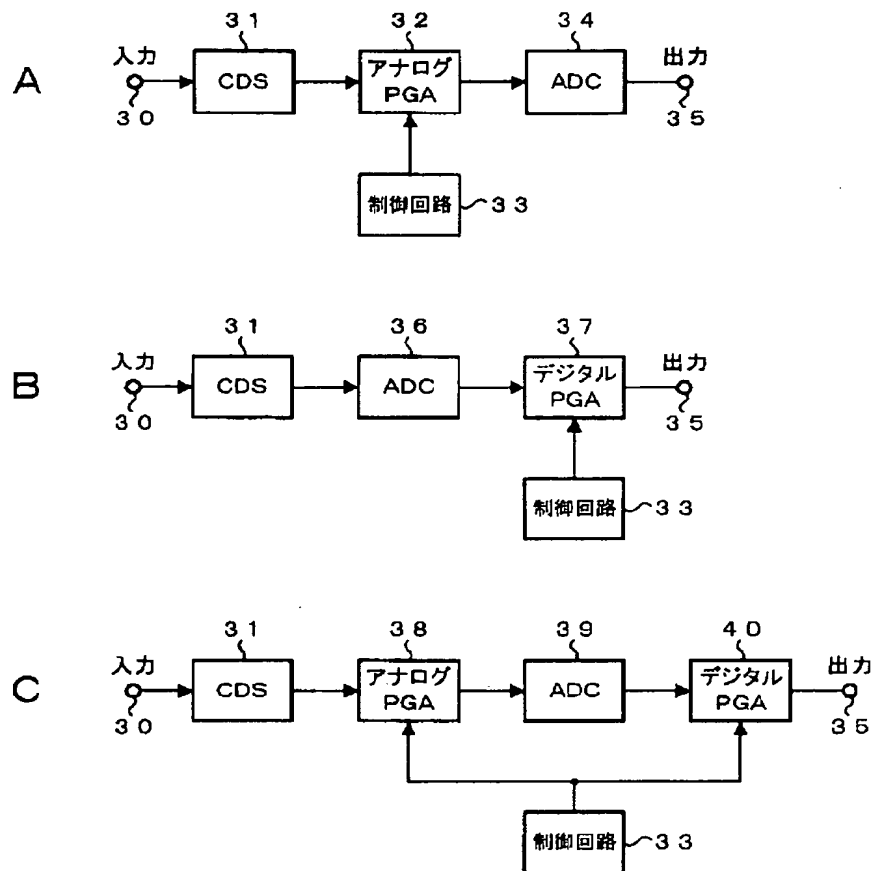 ３１ ３２ ３４
A 入力 CDS アナログ PGA ADC 出力
３０ ３５
制御回路 ３３
３１ ３６ ３７
B 入力 CDS ADC デジタル PGA 出力
３０ ３５
制御回路 ３３
３１ ３８ ３９ ４０
C 入力 CDS アナログ PGA ADC デジタル PGA 出力
３０ ３５
制御回路 ３３